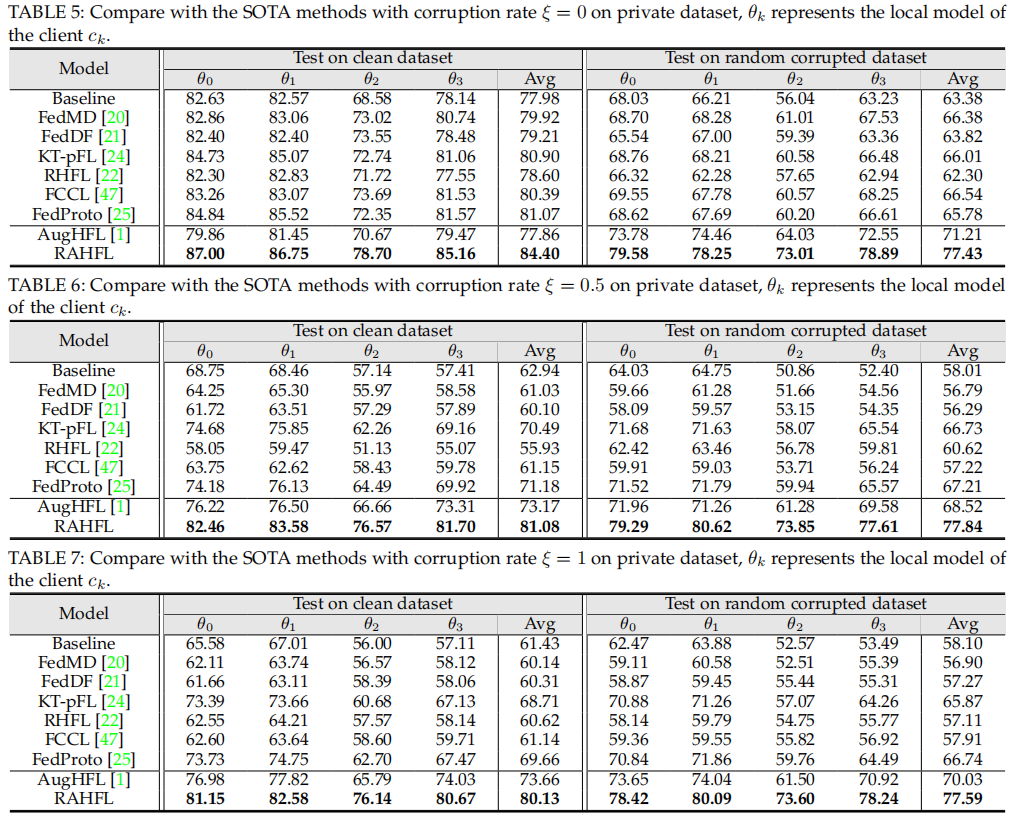 TABLE 5: Compare with the SOTA methods with corruption rate ξ = 0 on private dataset, θk represents the local model of
the client ck.
Model Test on clean dataset Test on random corrupted dataset
θ0 θ1 θ2 θ3 Avg θ0 θ1 θ2 θ3 Avg
Baseline 82.63 82.57 68.58 78.14 77.98 68.03 66.21 56.04 63.23 63.38
FedMD [20] 82.86 83.06 73.02 80.74 79.92 68.70 68.28 61.01 67.53 66.38
FedDF [21] 82.40 82.40 73.55 78.48 79.21 65.54 67.00 59.39 63.36 63.82
KT-pFL [24] 84.73 85.07 72.74 81.06 80.90 68.76 68.21 60.58 66.48 66.01
RHFL [22] 82.30 82.83 71.72 77.55 78.60 66.32 62.28 57.65 62.94 62.30
FCCL [47] 83.26 83.07 73.69 81.53 80.39 69.55 67.78 60.57 68.25 66.54
FedProto [25] 84.84 85.52 72.35 81.57 81.07 68.62 67.69 60.20 66.61 65.78
AugHFL [1] 79.86 81.45 70.67 79.47 77.86 73.78 74.46 64.03 72.55 71.21
RAHFL 87.00 86.75 78.70 85.16 84.40 79.58 78.25 73.01 78.89 77.43
TABLE 6: Compare with the SOTA methods with corruption rate ξ = 0.5 on private dataset, θk represents the local model
of the client ck.
Model Test on clean dataset Test on random corrupted dataset
θ0 θ1 θ2 θ3 Avg θ0 θ1 θ2 θ3 Avg
Baseline 68.75 68.46 57.14 57.41 62.94 64.03 64.75 50.86 52.40 58.01
FedMD [20] 64.25 65.30 55.97 58.58 61.03 59.66 61.28 51.66 54.56 56.79
FedDF [21] 61.72 63.51 57.29 57.89 60.10 58.09 59.57 53.15 54.35 56.29
KT-pFL [24] 74.68 75.85 62.26 69.16 70.49 71.68 71.63 58.07 65.54 66.73
RHFL [22] 58.05 59.47 51.13 55.07 55.93 62.42 63.46 56.78 59.81 60.62
FCCL [47] 63.75 62.62 58.43 59.78 61.15 59.91 59.03 53.71 56.24 57.22
FedProto [25] 74.18 76.13 64.49 69.92 71.18 71.52 71.79 59.94 65.57 67.21
AugHFL [1] 76.22 76.50 66.66 73.31 73.17 71.96 71.26 61.28 69.58 68.52
RAHFL 82.46 83.58 76.57 81.70 81.08 79.29 80.62 73.85 77.61 77.84
TABLE 7: Compare with the SOTA methods with corruption rate ξ = 1 on private dataset, θk represents the local model of
the client ck.
Model Test on clean dataset Test on random corrupted dataset
θ0 θ1 θ2 θ3 Avg θ0 θ1 θ2 θ3 Avg
Baseline 65.58 67.01 56.00 57.11 61.43 62.47 63.88 52.57 53.49 58.10
FedMD [20] 62.11 63.74 56.57 58.12 60.14 59.11 60.58 52.51 55.39 56.90
FedDF [21] 61.66 63.11 58.39 58.06 60.31 58.87 59.45 55.44 55.31 57.27
KT-pFL [24] 73.39 73.66 60.68 67.13 68.71 70.88 71.26 57.07 64.26 65.87
RHFL [22] 62.55 64.21 57.57 58.14 60.62 58.14 59.79 54.75 55.77 57.11
FCCL [47] 62.60 63.64 58.60 59.71 61.14 59.36 59.55 55.82 56.92 57.91
FedProto [25] 73.73 74.75 62.70 67.47 69.66 70.84 71.86 59.76 64.49 66.74
AugHFL [1] 76.98 77.82 65.79 74.03 73.66 73.65 74.04 61.50 70.92 70.03
RAHFL 81.15 82.58 76.14 80.67 80.13 78.42 80.09 73.60 78.24 77.59